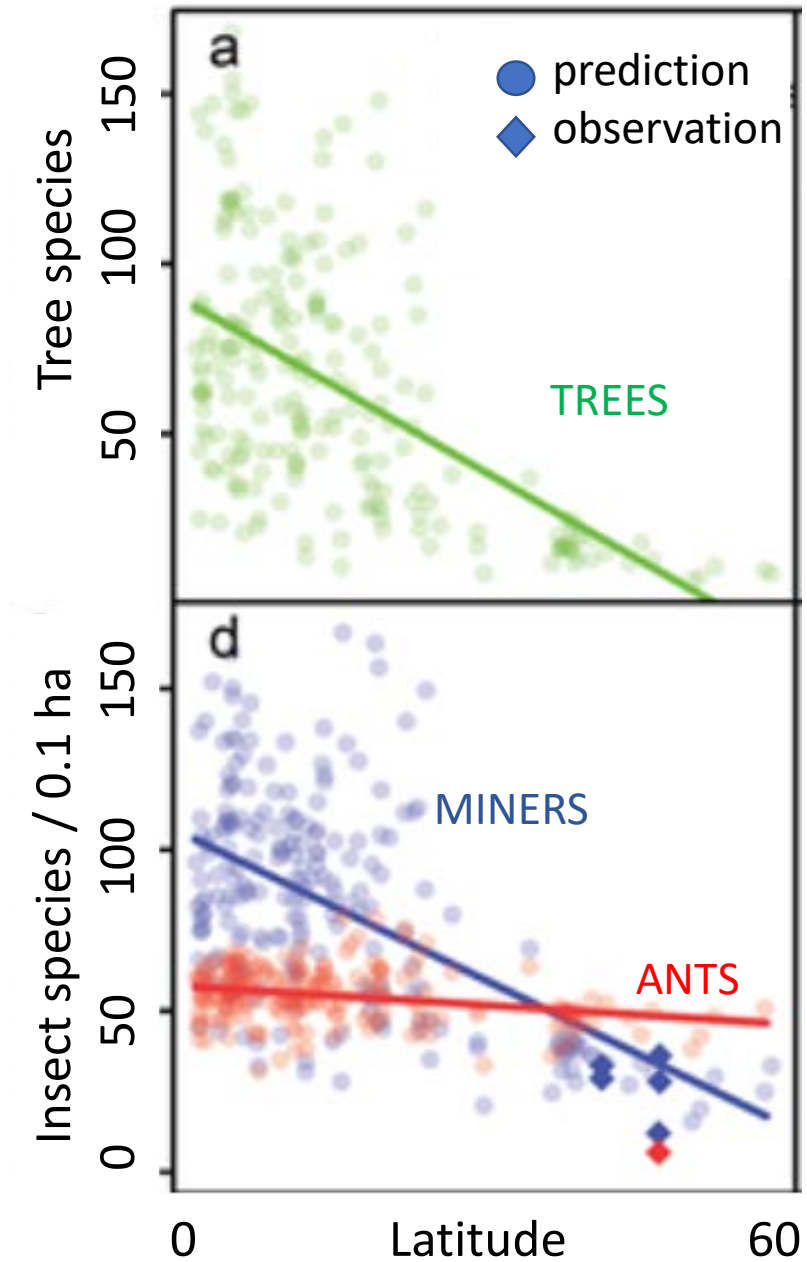 a
prediction
observation
Tree species
150
100
50
TREES
d
Insect species / 0.1 ha
150
100
50
0
MINERS
ANTS
0 Latitude 60